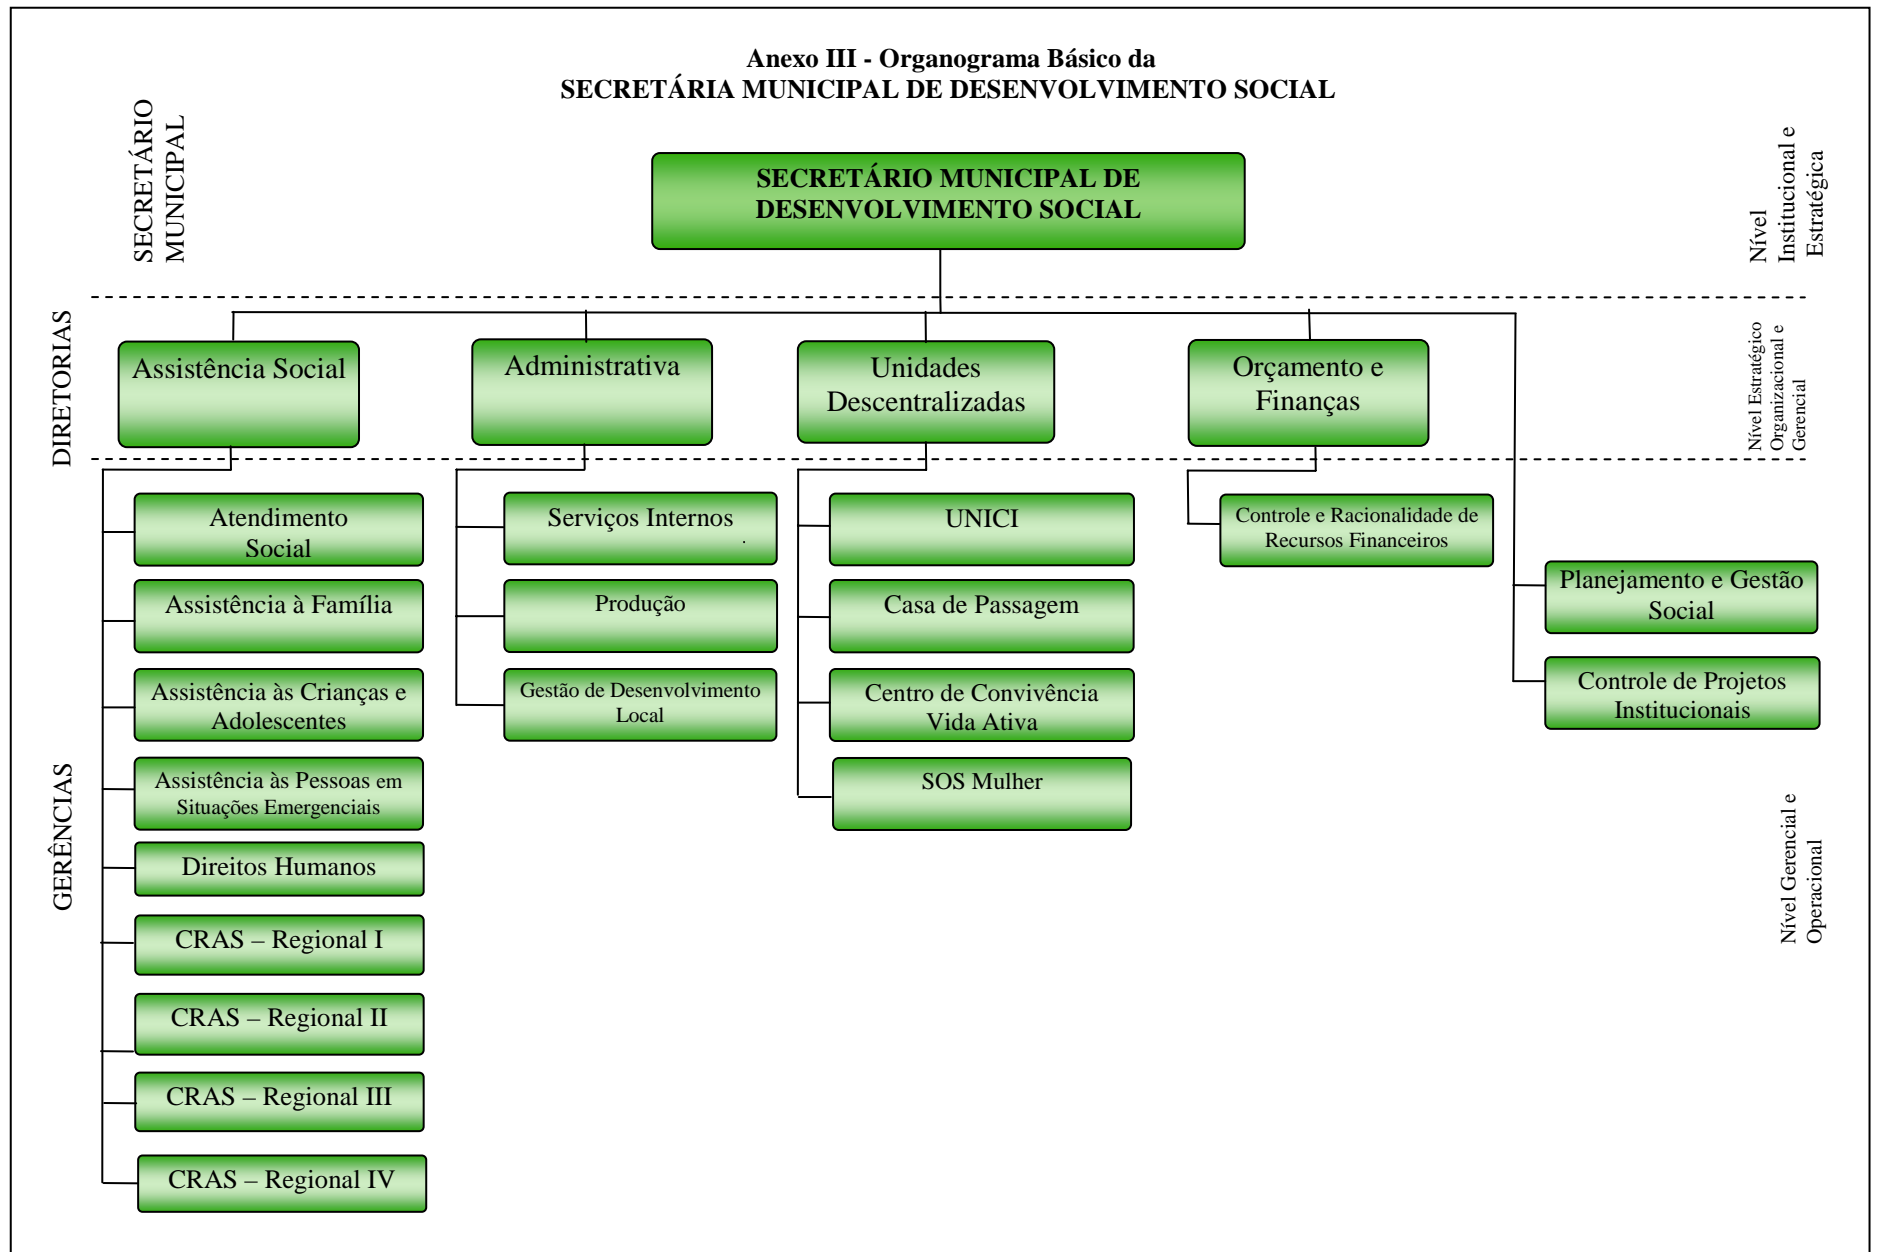 Anexo III - Organograma Básico da
SECRETÁRIA MUNICIPAL DE DESENVOLVIMENTO SOCIAL
SECRETÁRIO
MUNICIPAL
SECRETÁRIO MUNICIPAL DE
DESENVOLVIMENTO SOCIAL
Nível
Institucional e
Estratégica
DIRETORIAS
Assistência Social
Administrativa
Unidades
Descentralizadas
Orçamento e
Finanças
Nível Estratégico
Organizacional e
Gerencial
GERÊNCIAS
Atendimento
Social
Assistência à Família
Assistência às Crianças e
Adolescentes
Assistência às Pessoas em
Situações Emergenciais
Direitos Humanos
CRAS – Regional I
CRAS – Regional II
CRAS – Regional III
CRAS – Regional IV
Serviços Internos
.
Produção
Gestão de Desenvolvimento
Local
UNICI
Casa de Passagem
Centro de Convivência
Vida Ativa
SOS Mulher
Controle e Racionalidade de
Recursos Financeiros
Planejamento e Gestão
Social
Controle de Projetos
Institucionais
Nível Gerencial e
Operacional